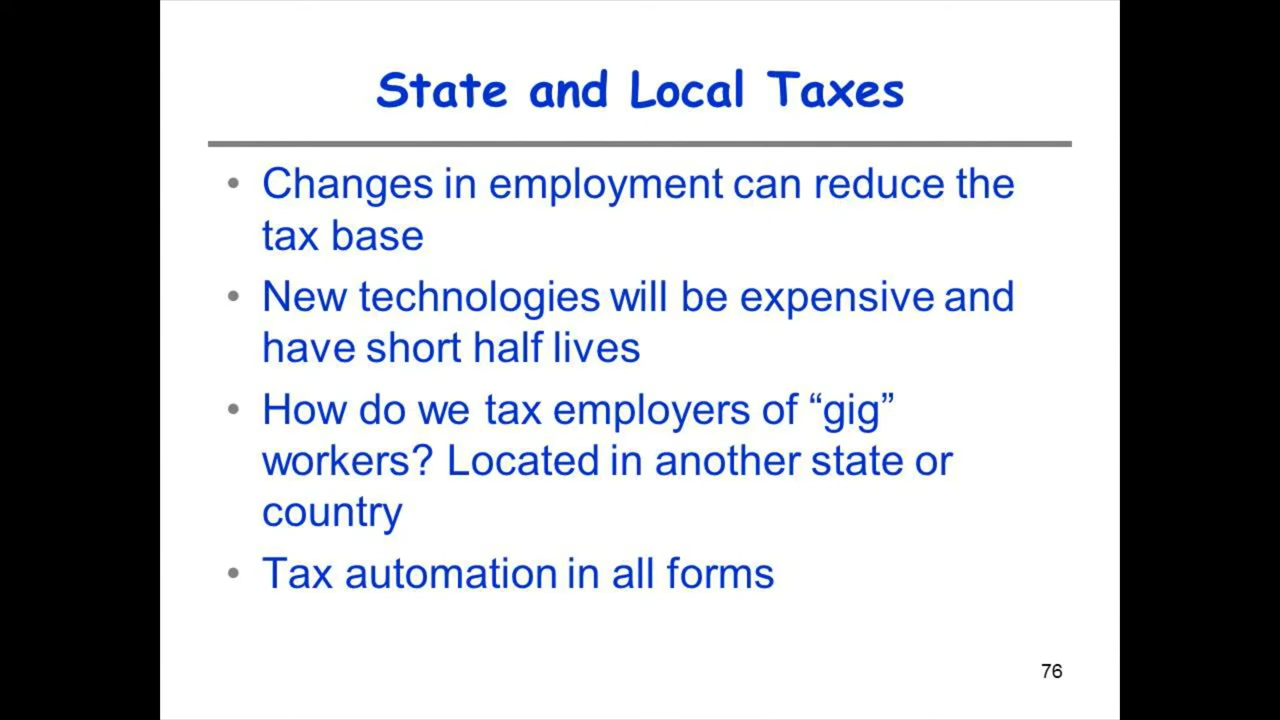 State and Local Taxes
• Changes in employment can reduce the
tax base
• New technologies will be expensive and
have short half lives
• How do we tax employers of “gig”
workers? Located in another state or
country
• Tax automation in all forms
76